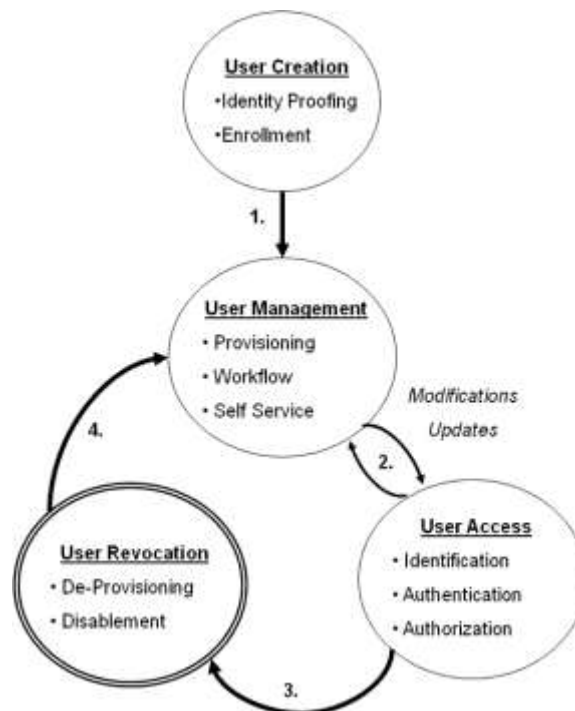 User Creation
•Identity Proofing
•Enrollment
1.
User Management
• Provisioning
• Workflow
• Self Service
Modifications
Updates
4.
2.
User Revocation
• De-Provisioning
• Disablement
User Access
• Identification
• Authentication
• Authorization
3.